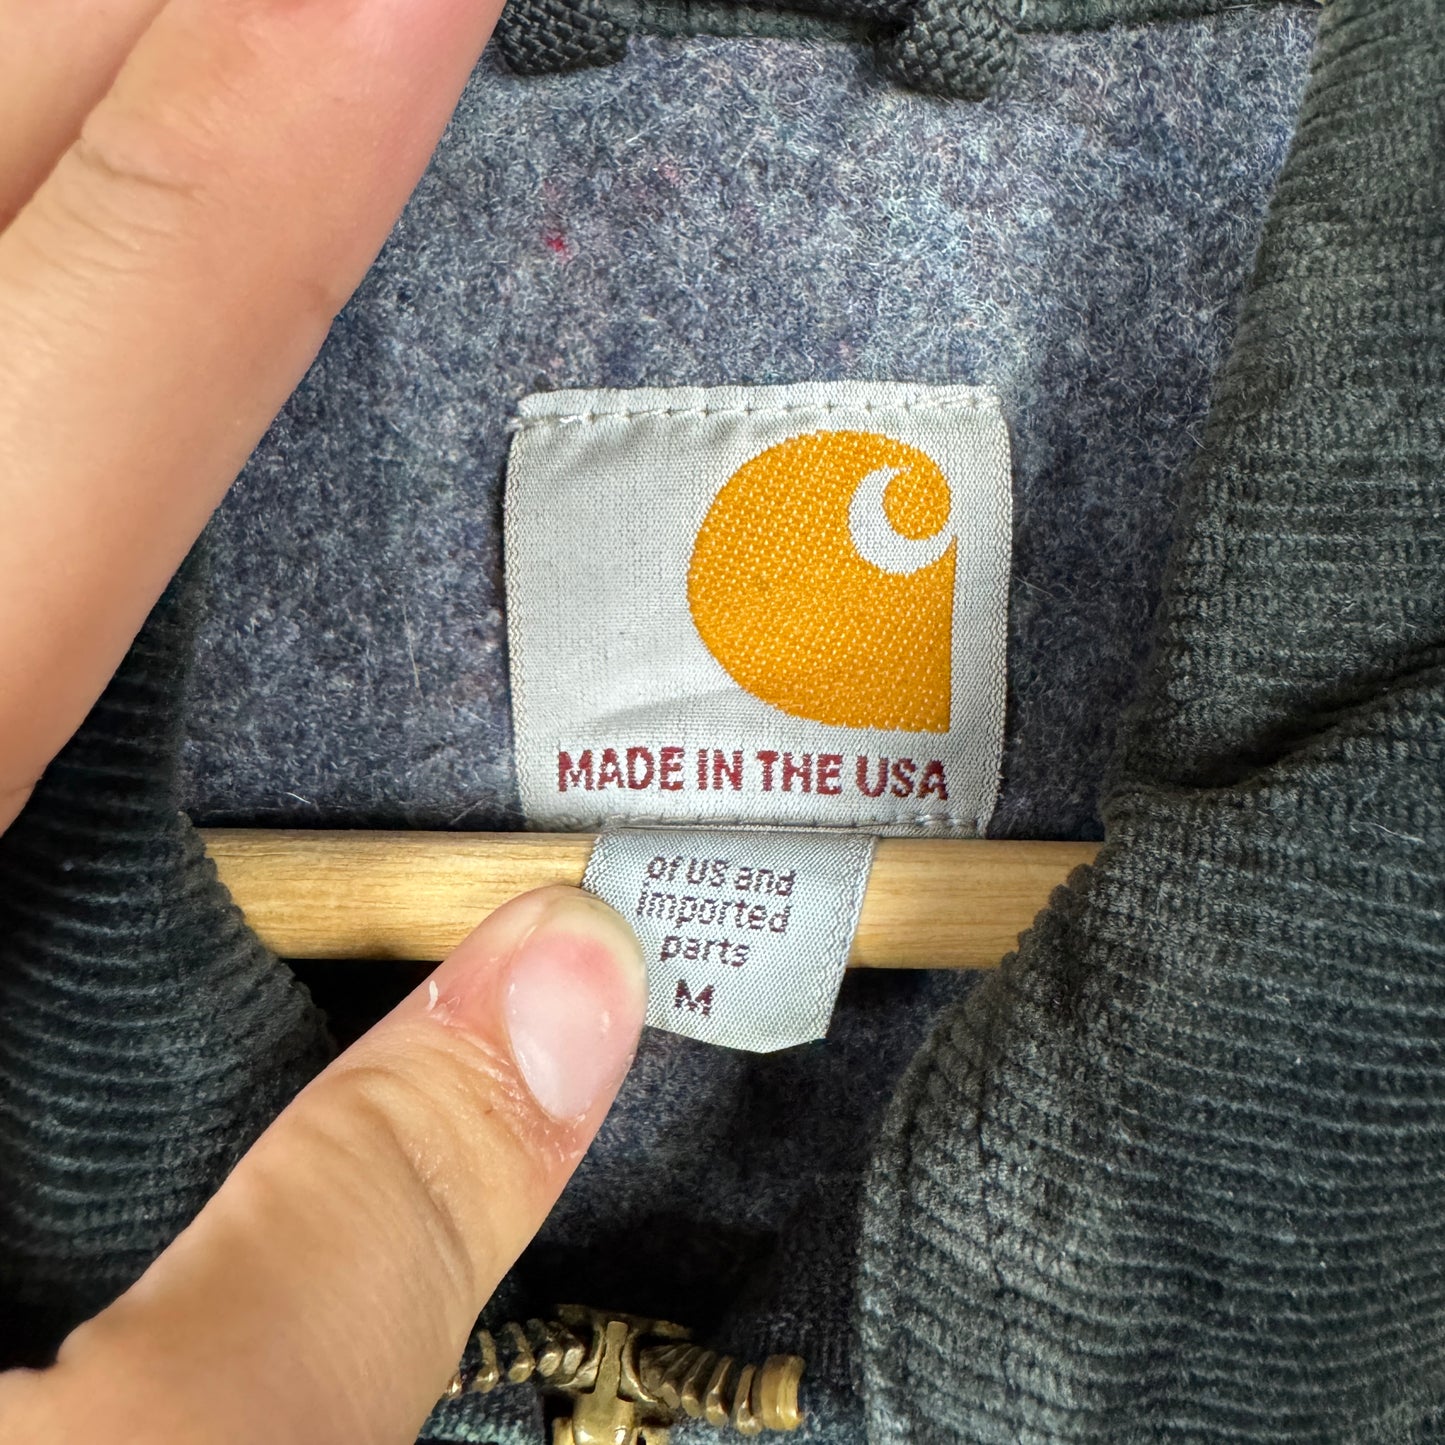 MADE IN THE USA
of US and
imported
parts
M